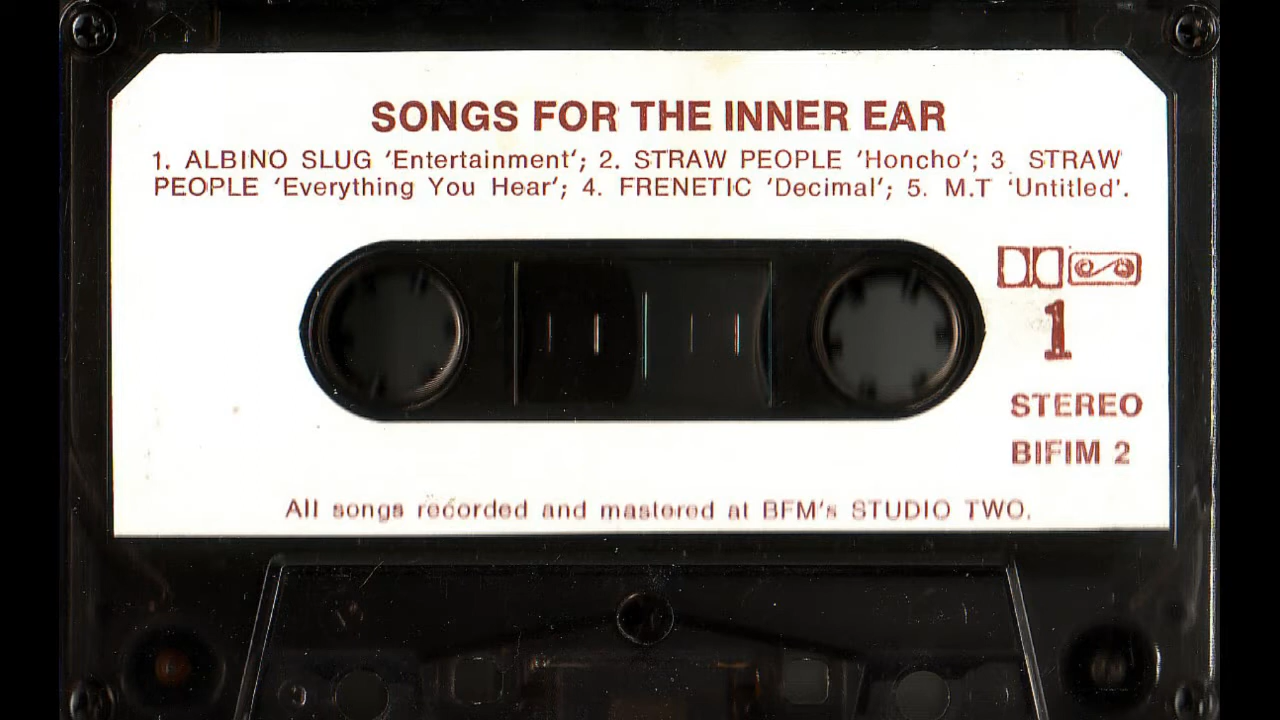 SONGS FOR THE INNER EAR
1. ALBINO SLUG 'Entertainment'; 2. STRAW PEOPLE 'Honcho'; 3 STRAW
PEOPLE 'Everything You Hear'; 4. FRENETIC 'Decimal'; 5. M.T 'Untitled'.
1
STEREO
BIFIM 2
All songs recorded and mastered at BFM's STUDIO TWO.